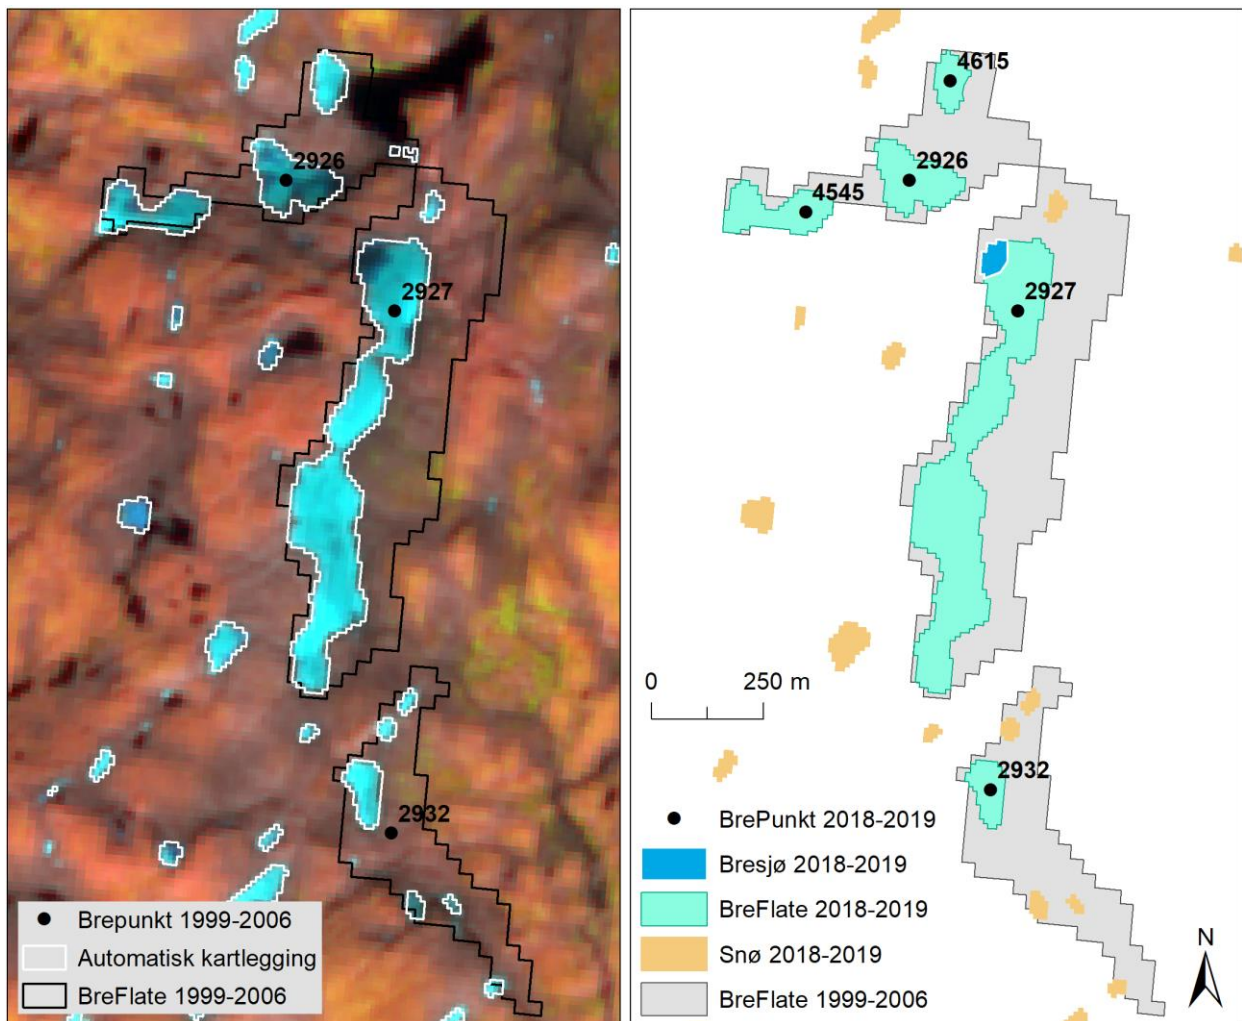 2926
2927
2932
Brepunkt 1999-2006
Automatisk kartlegging
BreFlate 1999-2006
4615
2926
4545
2927
0 250 m
2932
BrePunkt 2018-2019
Bresjø 2018-2019
BreFlate 2018-2019
Snø 2018-2019
BreFlate 1999-2006
N